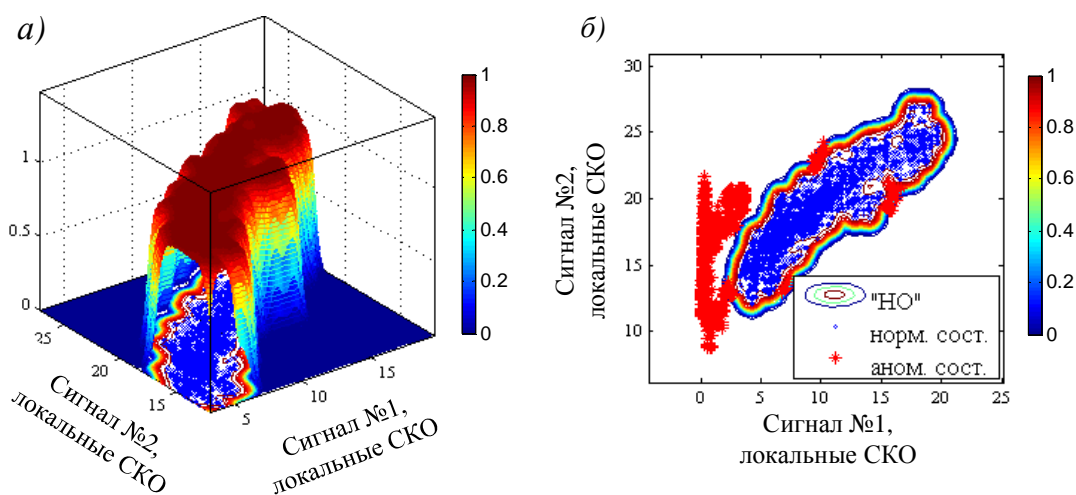 а)
1
0.5
0
25
20
15
5
10
15
Сигнал №2,
локальные СКО
Сигнал №1,
локальные СКО
1
0.8
0.6
0.4
0.2
0
б)
30
25
20
15
10
0
5
10
15
20
25
Сигнал №2,
локальные СКО
Сигнал №1,
локальные СКО
"НО"
норм. сост.
аном. сост.
1
0.8
0.6
0.4
0.2
0